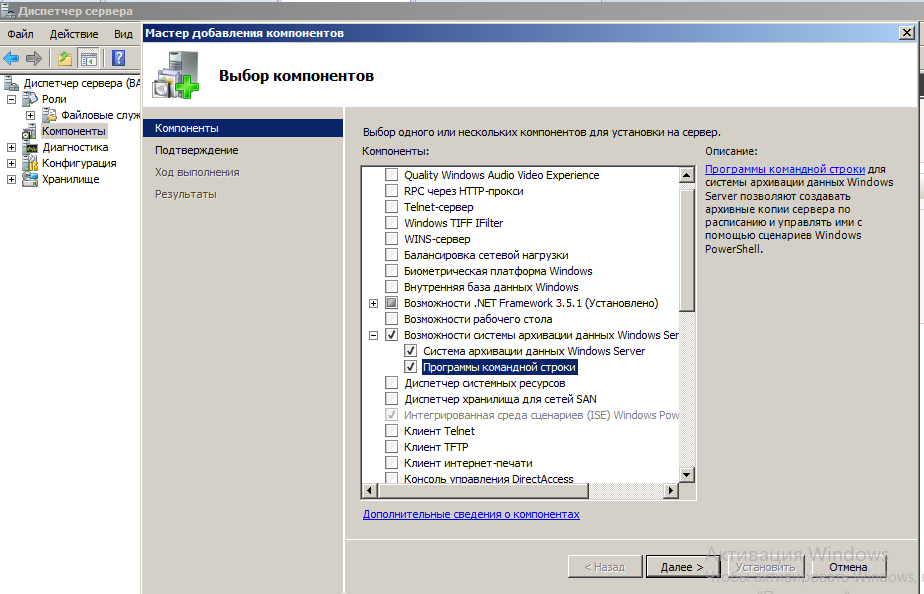 Диспетчер сервера
Файл Действие Вид
Мастер добавления компонентов
Выбор компонентов
Диспетчер сервера (ВА
Роли
Файловые служ
Компоненты
Диагностика
Конфигурация
Хранилище
Компоненты
Подтверждение
Ход выполнения
Результаты
Выбор одного или нескольких компонентов для установки на сервер.
Компоненты:
Quality Windows Audio Video Experience
RPC через HTTP-прокси
Telnet-сервер
Windows TIFF IFilter
WINS-сервер
Балансировка сетевой нагрузки
Биометрическая платформа Windows
Внутренняя база данных Windows
Возможности .NET Framework 3.5.1 (Установлено)
Возможности рабочего стола
Возможности системы архивации данных Windows Ser
Система архивации данных Windows Server
Программы командной строки
Диспетчер системных ресурсов
Диспетчер хранилища для сетей SAN
Интегрированная среда сценариев (ISE) Windows Pow
Клиент Telnet
Клиент TFTP
Клиент интернет-печати
Консоль управления DirectAccess
Описание:
Программы командной строки для
системы архивации данных Windows
Server позволяют создавать
архивные копии сервера по
расписанию и управлять ими с
помощью сценариев Windows
PowerShell.
Дополнительные сведения о компонентах
< Назад Далее > Установить Отмена
Активация Windows
Чтобы активировать Windows,